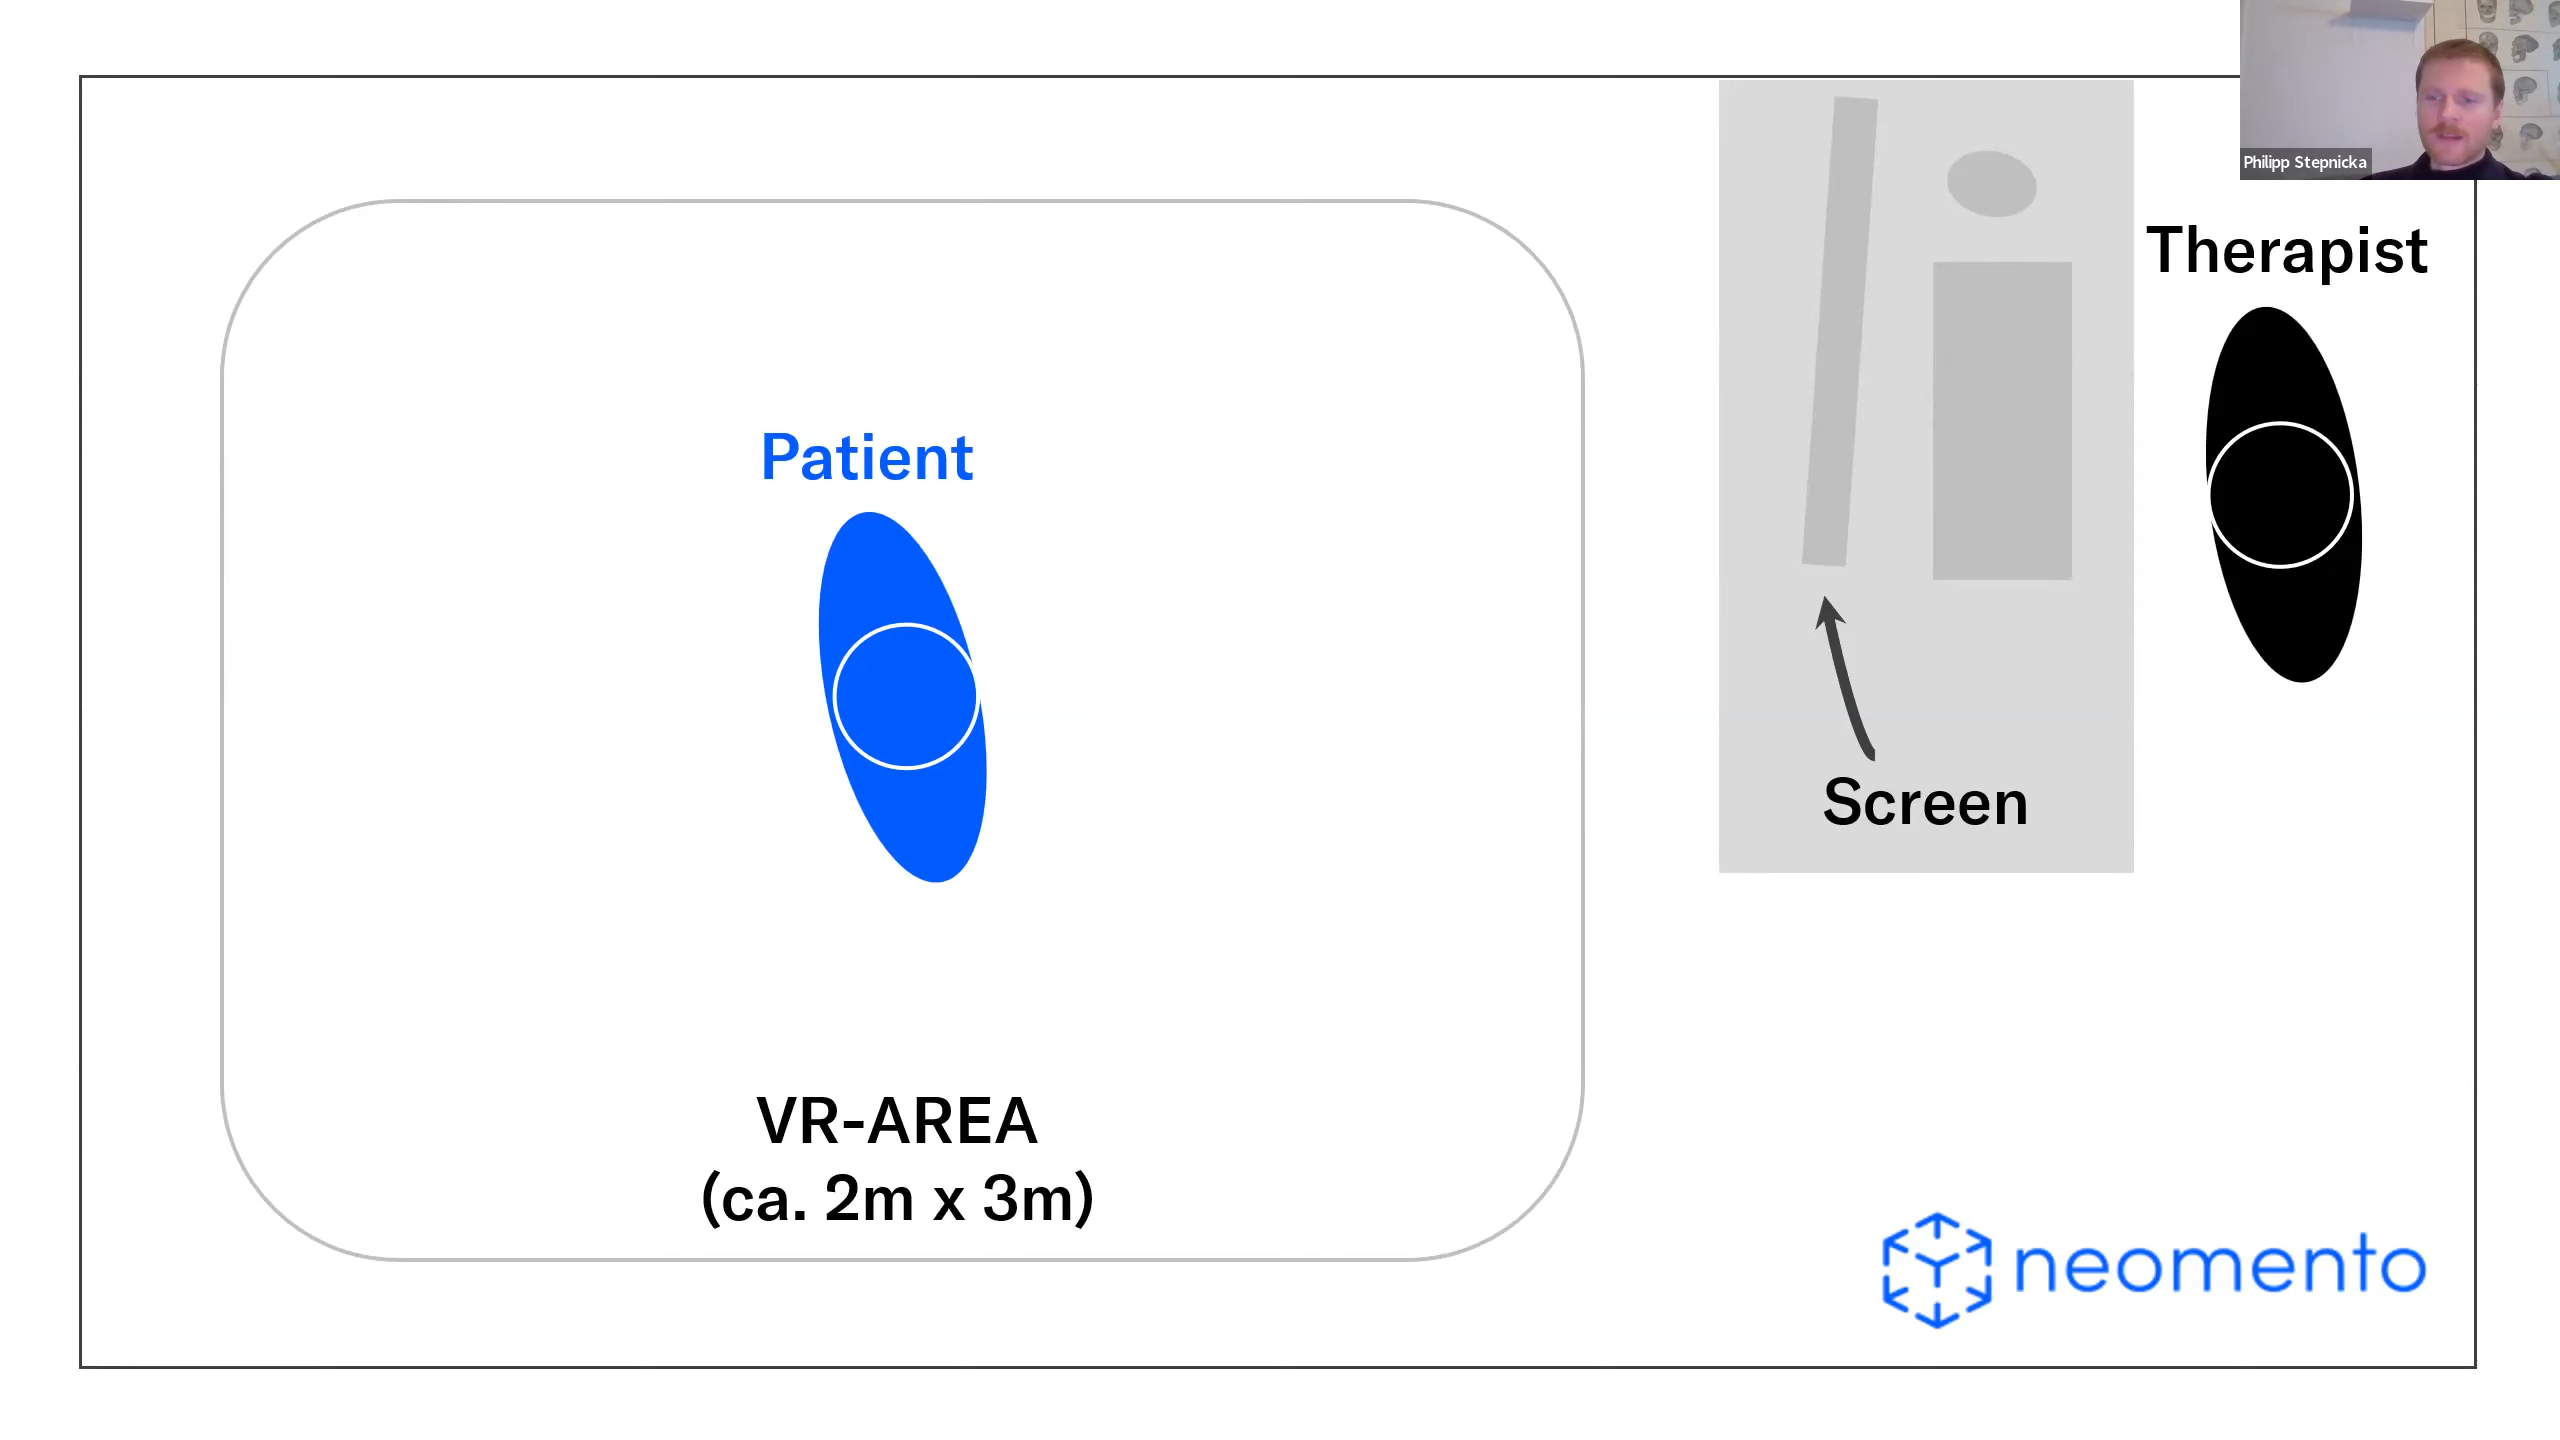 Philipp Stepnicka
Therapist
Patient
Screen
VR-AREA
(ca. 2m x 3m)
neomento